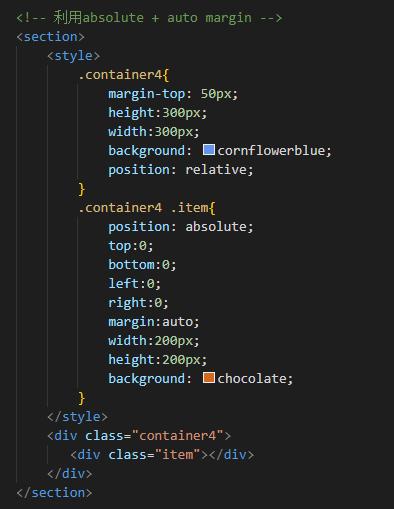 <!-- 利用absolute + auto margin -->
<section>
    <style>
        .container4{
            margin-top: 50px;
            height:300px;
            width:300px;
            background: cornflowerblue;
            position: relative;
        }
        .container4 .item{
            position: absolute;
            top:0;
            bottom:0;
            left:0;
            right:0;
            margin:auto;
            width:200px;
            height:200px;
            background: chocolate;
        }
    </style>
    <div class="container4">
       <div class="item"></div>
    </div>
</section>